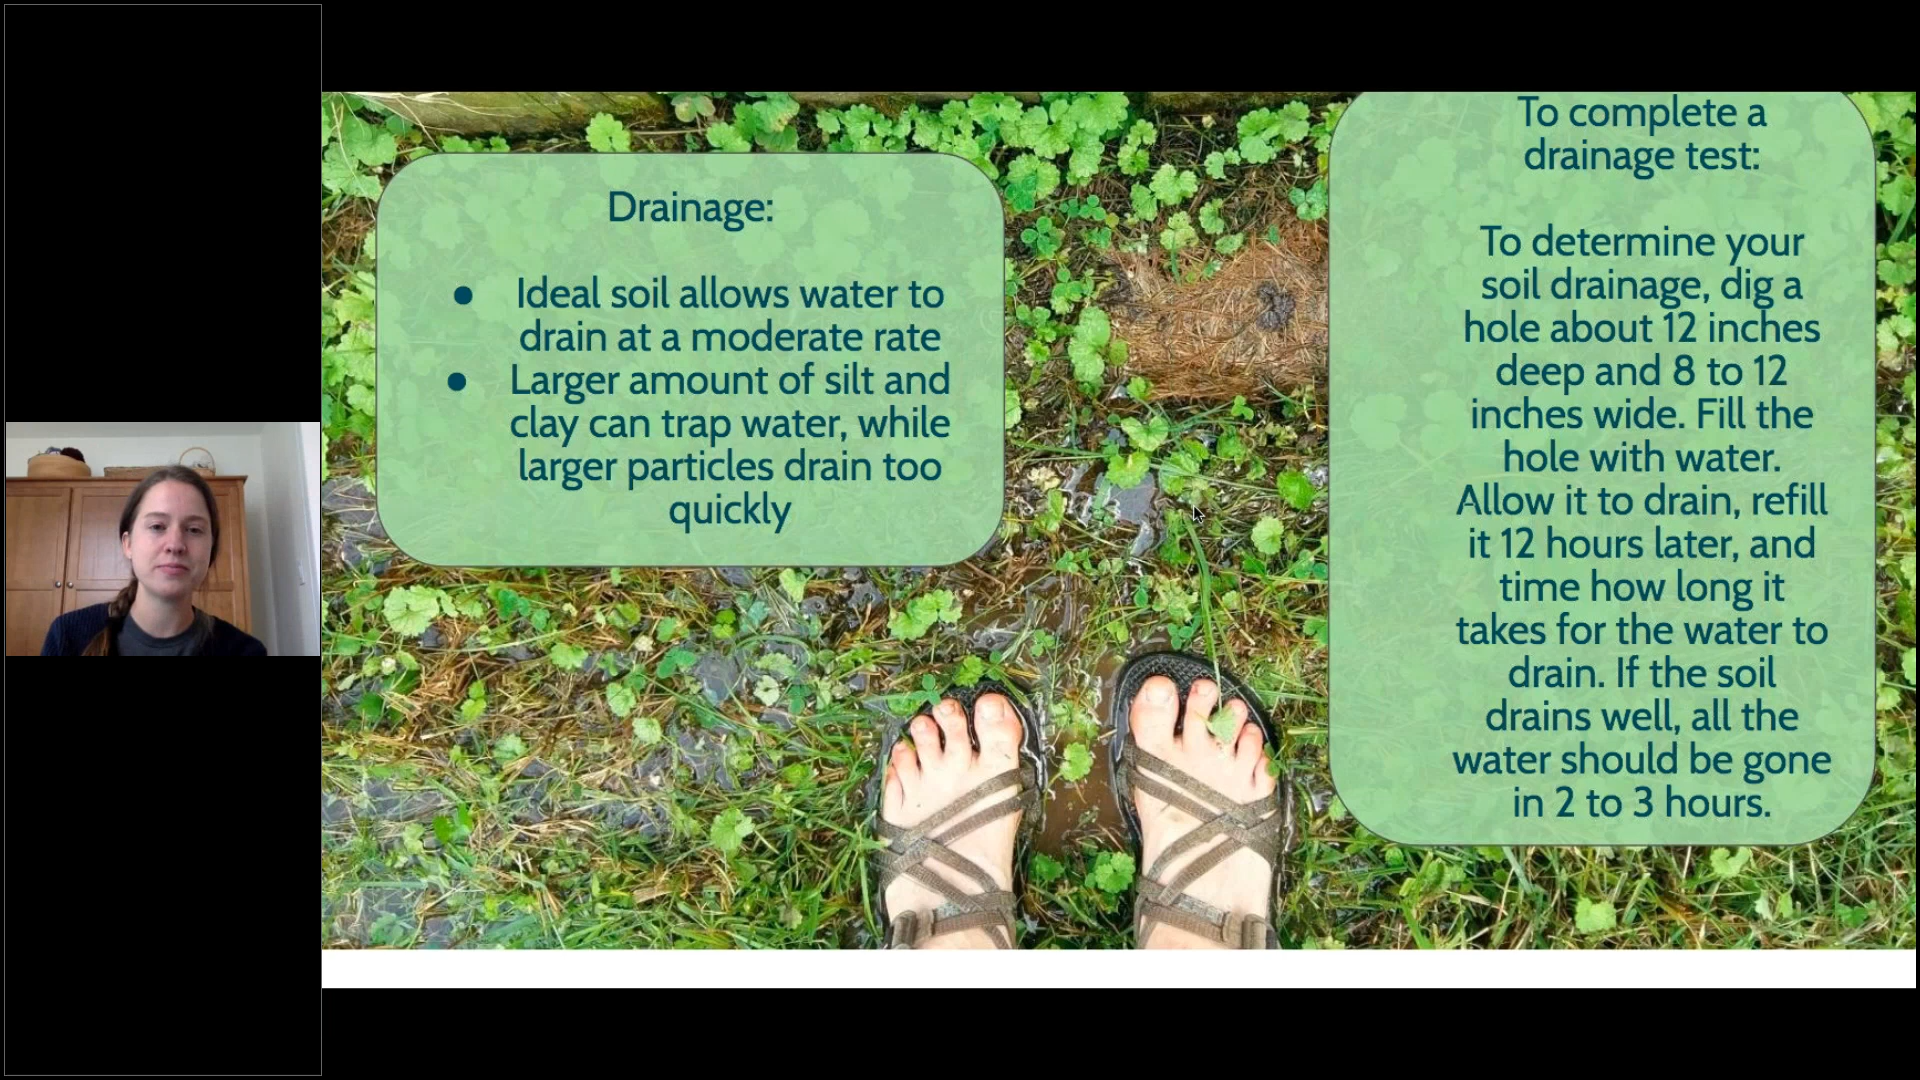 Drainage:
● Ideal soil allows water to
drain at a moderate rate
● Larger amount of silt and
clay can trap water, while
larger particles drain too
quickly
To complete a
drainage test:
To determine your
soil drainage, dig a
hole about 12 inches
deep and 8 to 12
inches wide. Fill the
hole with water.
Allow it to drain, refill
it 12 hours later, and
time how long it
takes for the water to
drain. If the soil
drains well, all the
water should be gone
in 2 to 3 hours.